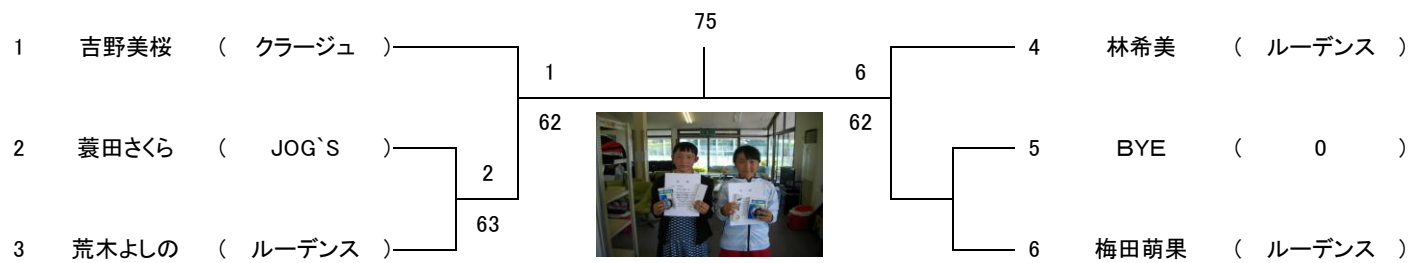 75
1 吉野美桜 ( クラージュ ) 4 林希美 ( ルーデンス )
1 6
62 62
2 蓑田さくら ( JOG`S ) 5 BYE ( 0 )
2
63
3 荒木よしの ( ルーデンス ) 6 梅田萌果 ( ルーデンス )